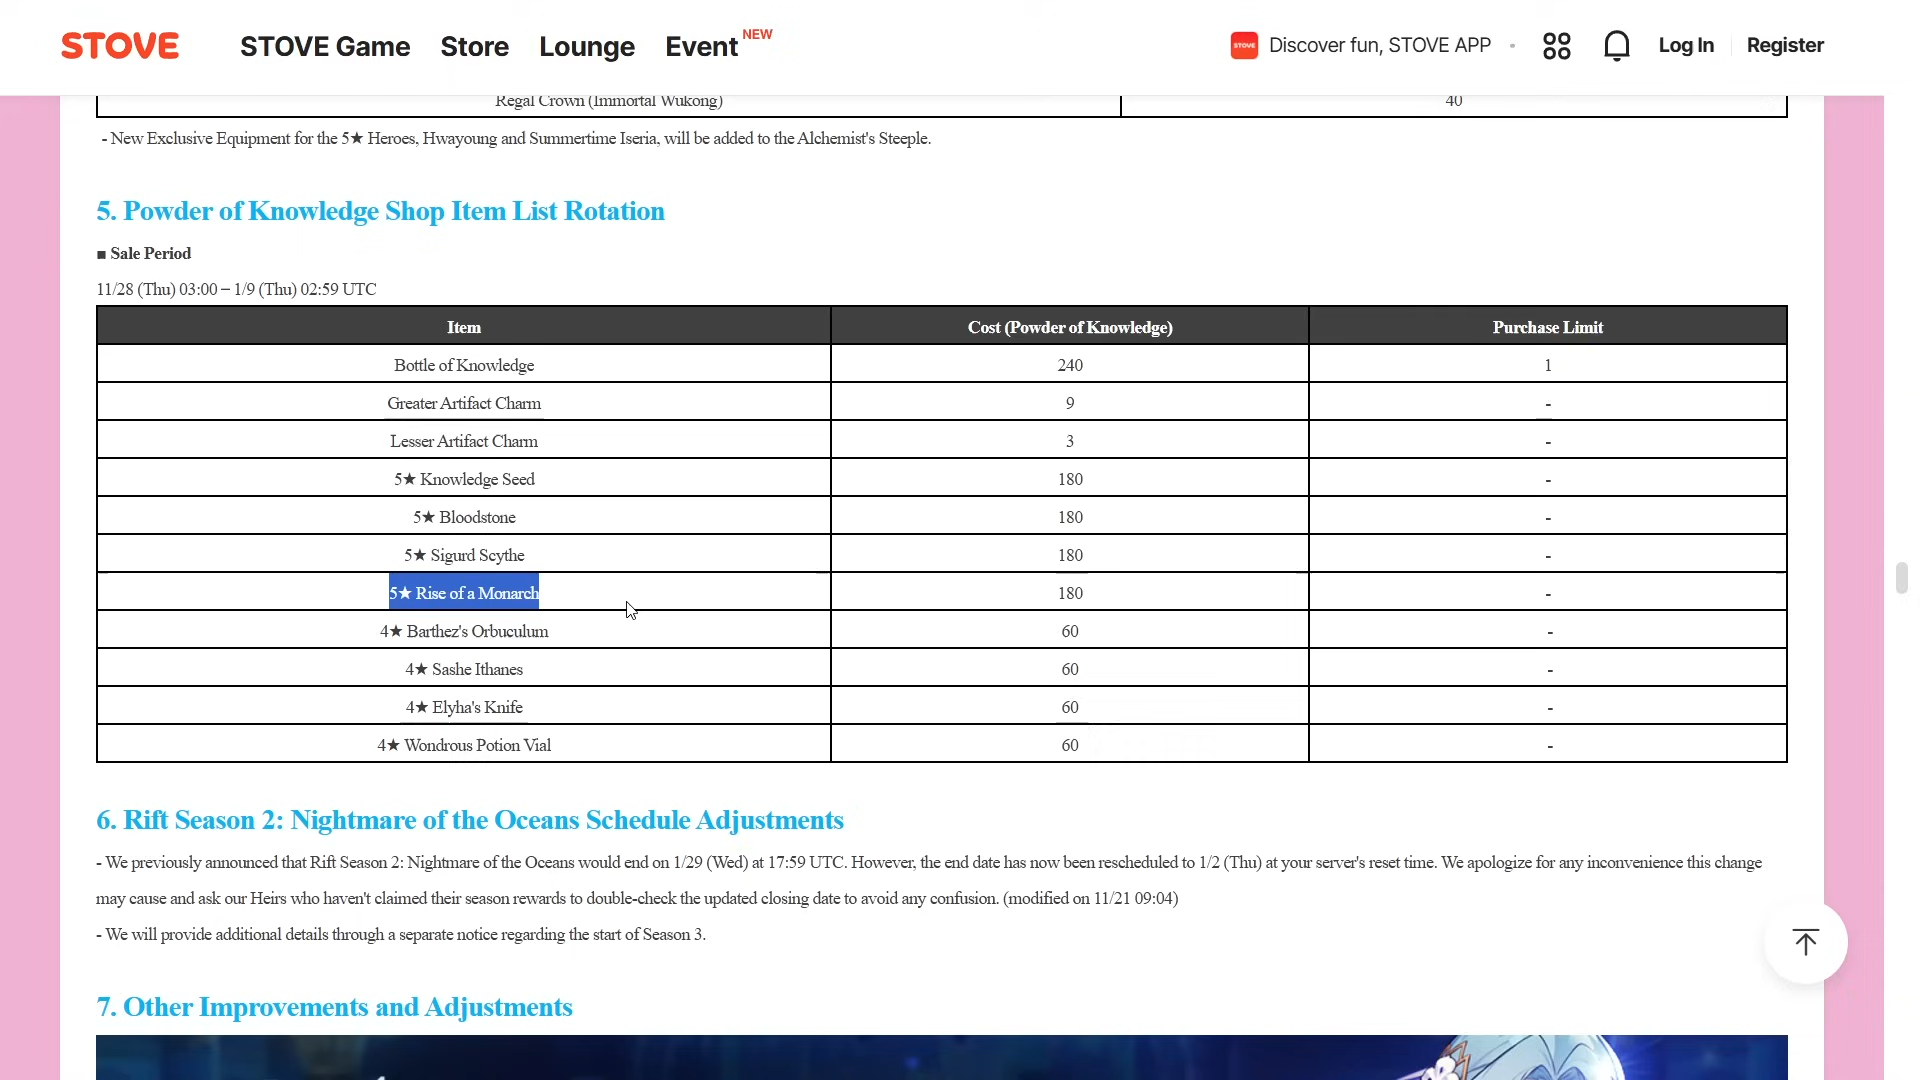 STOVE
STOVE Game
Store
Lounge
Event
NEW
STOVE
Discover fun, STOVE APP
Log In
Register
Regal Crown (Immortal Wukong) 40
- New Exclusive Equipment for the 5★ Heroes, Hwayoung and Summertime Iseria, will be added to the Alchemist's Steeple.
5. Powder of Knowledge Shop Item List Rotation
■ Sale Period
11/28 (Thu) 03:00 – 1/9 (Thu) 02:59 UTC
Item Cost (Powder of Knowledge) Purchase Limit
Bottle of Knowledge 240 1
Greater Artifact Charm 9 -
Lesser Artifact Charm 3 -
5★ Knowledge Seed 180 -
5★ Bloodstone 180 -
5★ Sigurd Scythe 180 -
5★ Rise of a Monarch 180 -
4★ Barthez's Orbuculum 60 -
4★ Sashe Ithanes 60 -
4★ Elyha's Knife 60 -
4★ Wondrous Potion Vial 60 -
6. Rift Season 2: Nightmare of the Oceans Schedule Adjustments
- We previously announced that Rift Season 2: Nightmare of the Oceans would end on 1/29 (Wed) at 17:59 UTC. However, the end date has now been rescheduled to 1/2 (Thu) at your server's reset time. We apologize for any inconvenience this change
may cause and ask our Heirs who haven't claimed their season rewards to double-check the updated closing date to avoid any confusion. (modified on 11/21 09:04)
- We will provide additional details through a separate notice regarding the start of Season 3.
7. Other Improvements and Adjustments